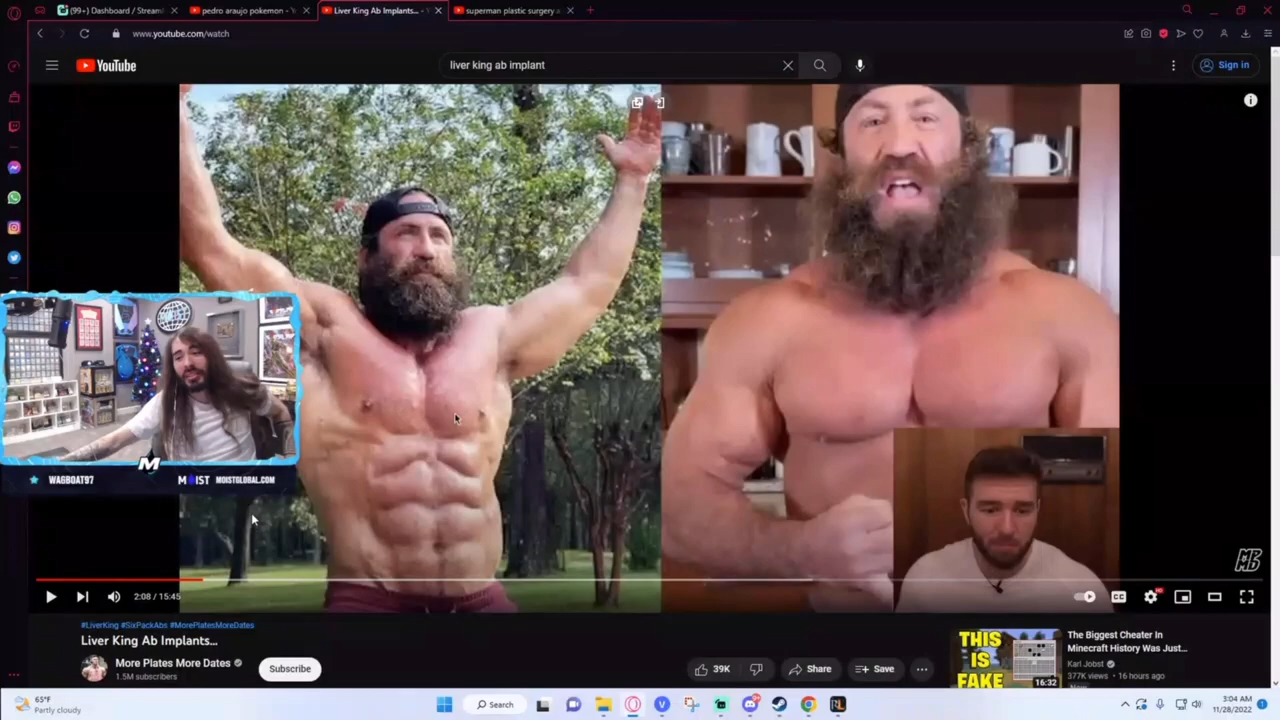 (99+) Dashboard / Stream
pedro araujo pokemon - Y
Liver King Ab Implants... - Y
superman plastic surgery a
www.youtube.com/watch
YouTube
liver king ab implant
Sign in
WAGBOAT97
M
MOIST
MOISTGLOBAL.COM
MB
2:08 / 15:45
CC
#LiverKing #SixPackAbs #MorePlatesMoreDates
Liver King Ab Implants...
More Plates More Dates
1.5M subscribers
Subscribe
39K
Share
Save
THIS
IS
FAKE
16:32
The Biggest Cheater In
Minecraft History Was Just...
Karl Jobst
377K views • 16 hours ago
New
65°F
Partly cloudy
Search
3:04 AM
11/28/2022